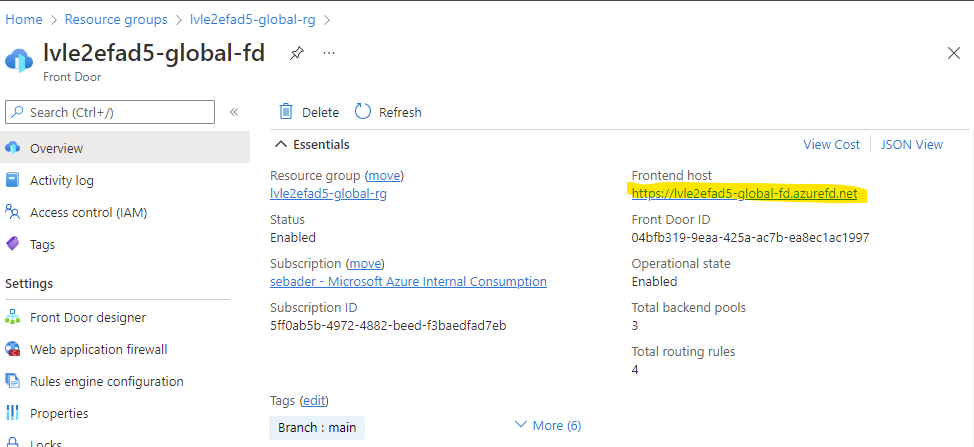 Home > Resource groups > lvle2efad5-global-rg >
lvle2efad5-global-fd
Front Door
Search (Ctrl+/)
Overview
Activity log
Access control (IAM)
Tags
Settings
Front Door designer
Web application firewall
Rules engine configuration
Properties
Locks
Delete Refresh
Essentials
View Cost JSON View
Resource group (move)
lvle2efad5-global-rg
Status
Enabled
Subscription (move)
sebader - Microsoft Azure Internal Consumption
Subscription ID
5ff0ab5b-4972-4882-beed-f3baedfad7eb
Frontend host
https://lvle2efad5-global-fd.azurefd.net
Front Door ID
04bfb319-9eaa-425a-ac7b-ea8ec1ac1997
Operational state
Enabled
Total backend pools
3
Total routing rules
4
Tags (edit)
Branch : main
More (6)